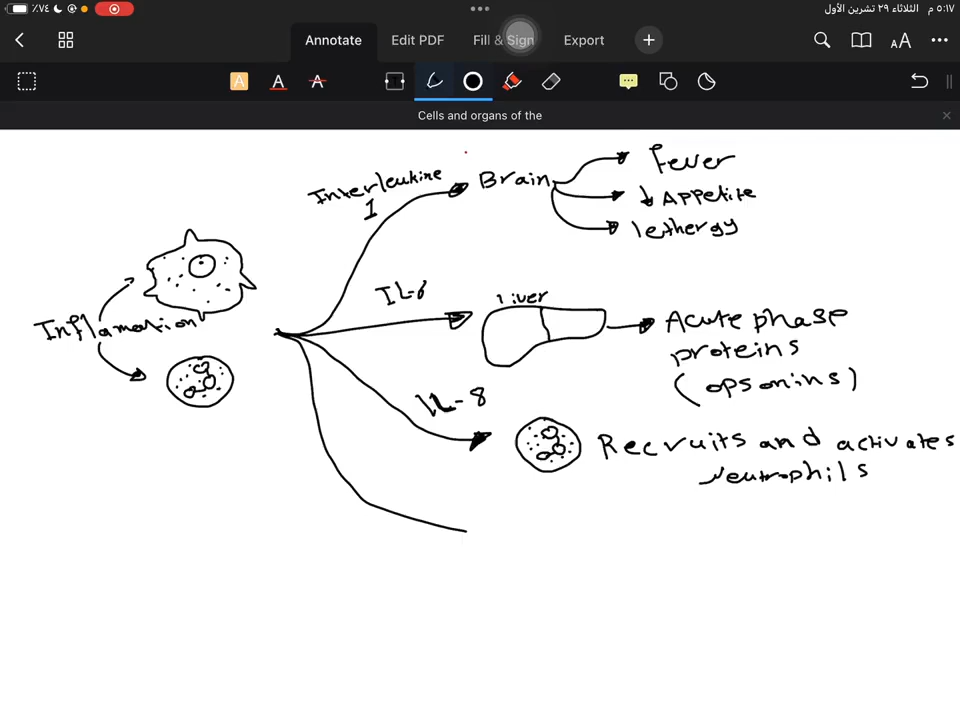 ٪٧٤
٥:١٧ م الثلاثاء ٢٩ تشرين الأول
Annotate Edit PDF Fill & Sign Export
AA
A A A T
Cells and organs of the
Interleukine
1
Brain
Fever
↓ Appetite
lethergy
Inflamation
IL-6
liver
Acute phase
proteins
(opsonins)
IL-8
Recruits and activates
Neutrophils